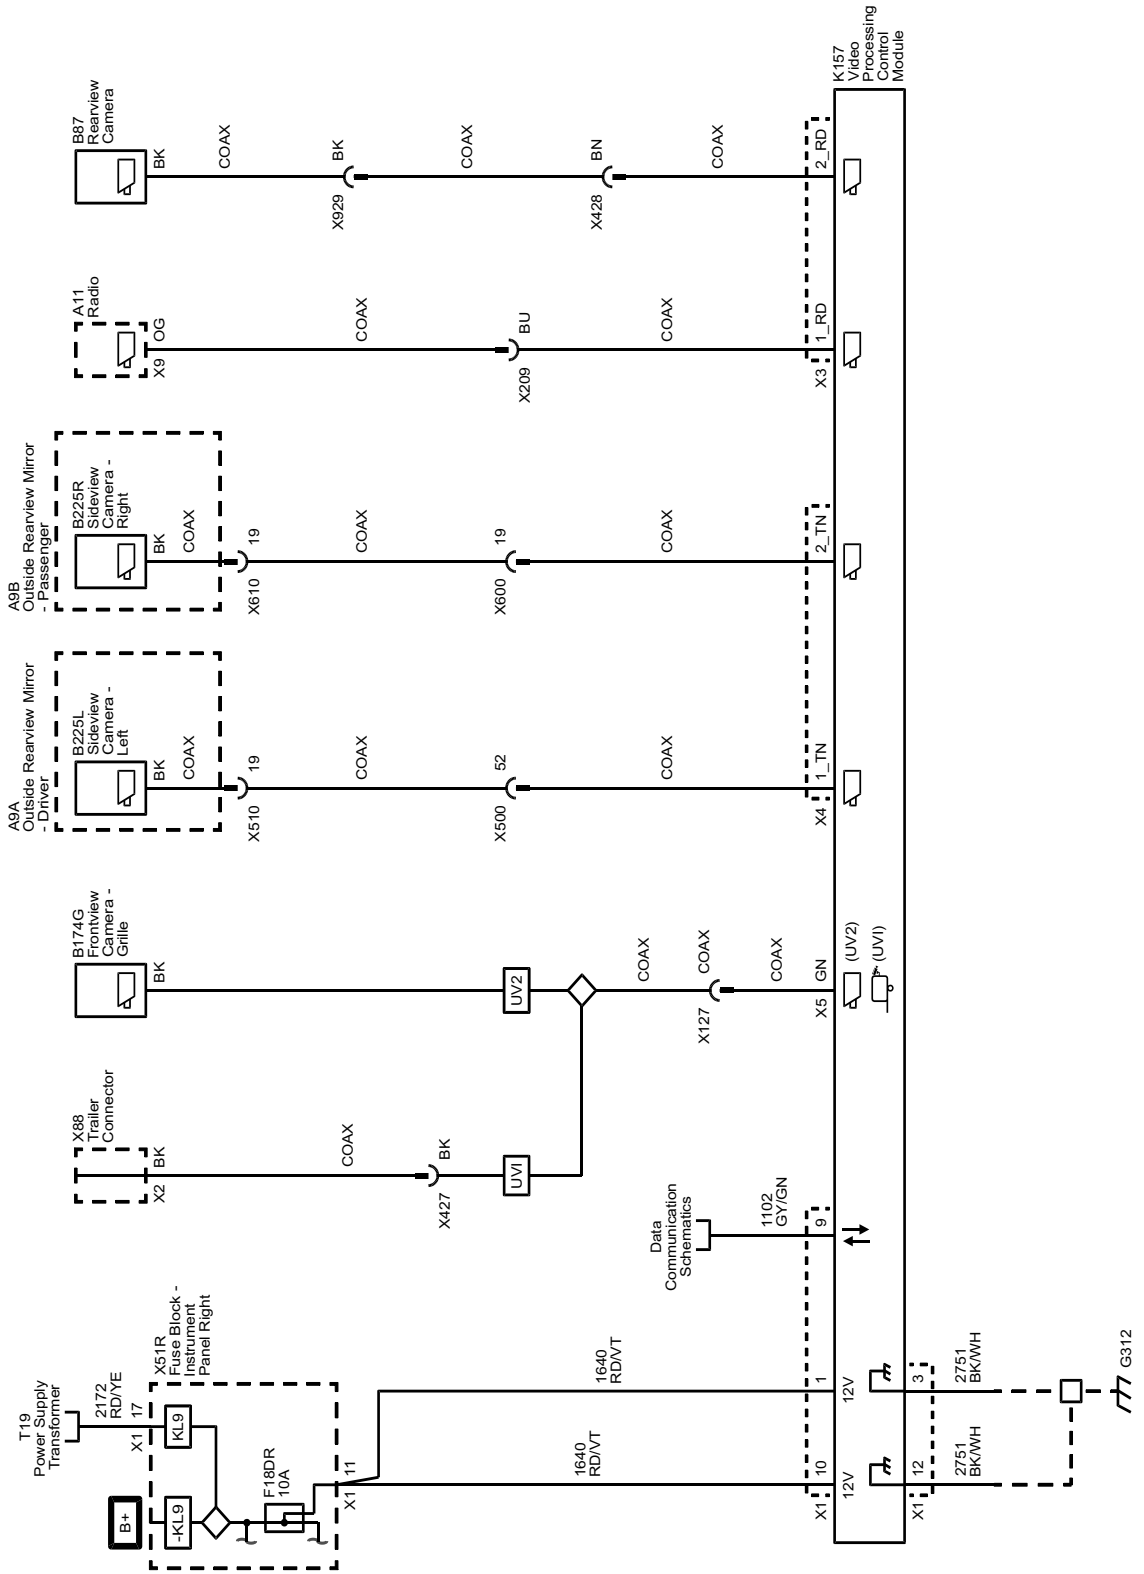 T19
Power Supply
Transformer
2172
RD/YE
X1
17
B+
-KL9
KL9
X51R
Fuse Block -
Instrument
Panel Right
F18DR
10A
X1
11
1640
RD/VT
1640
RD/VT
X88
Trailer
Connector
X2
BK
COAX
X427
BK
UVI
B174G
Frontview
Camera -
Grille
BK
UV2
COAX
X127
COAX
COAX
A9A
Outside Rearview Mirror
- Driver
B225L
Sideview
Camera -
Left
BK
COAX
X510
19
COAX
X500
52
COAX
A9B
Outside Rearview Mirror
- Passenger
B225R
Sideview
Camera -
Right
BK
COAX
X610
19
COAX
X600
19
COAX
A11
Radio
X9
OG
COAX
X209
BU
COAX
B87
Rearview
Camera
BK
COAX
X929
BK
COAX
X428
BN
COAX
Data
Communication
Schematics
1102
GY/GN
X1
10
1
9
X5
GN
X4
1_TN
2_TN
X3
1_RD
2_RD
K157
Video
Processing
Control
Module
12V
12V
(UV2)
(UVI)
X1
12
3
2751
BK/WH
2751
BK/WH
G312